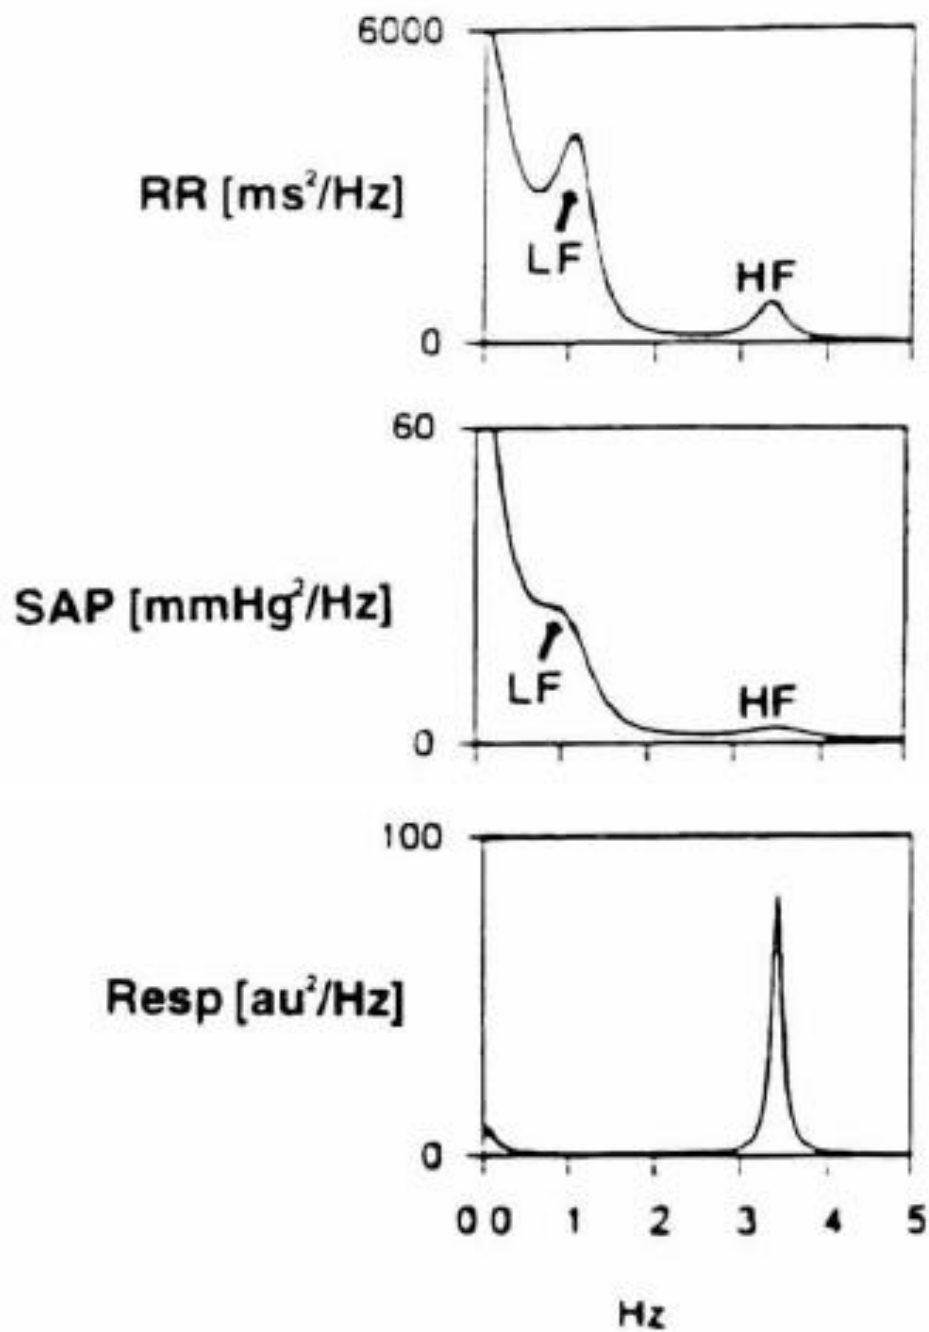 6000
RR [ms²/Hz]
LF
HF
0
60
SAP [mmHg²/Hz]
LF
HF
0
100
Resp [au²/Hz]
0
0 0 1 2 3 4 5
Hz